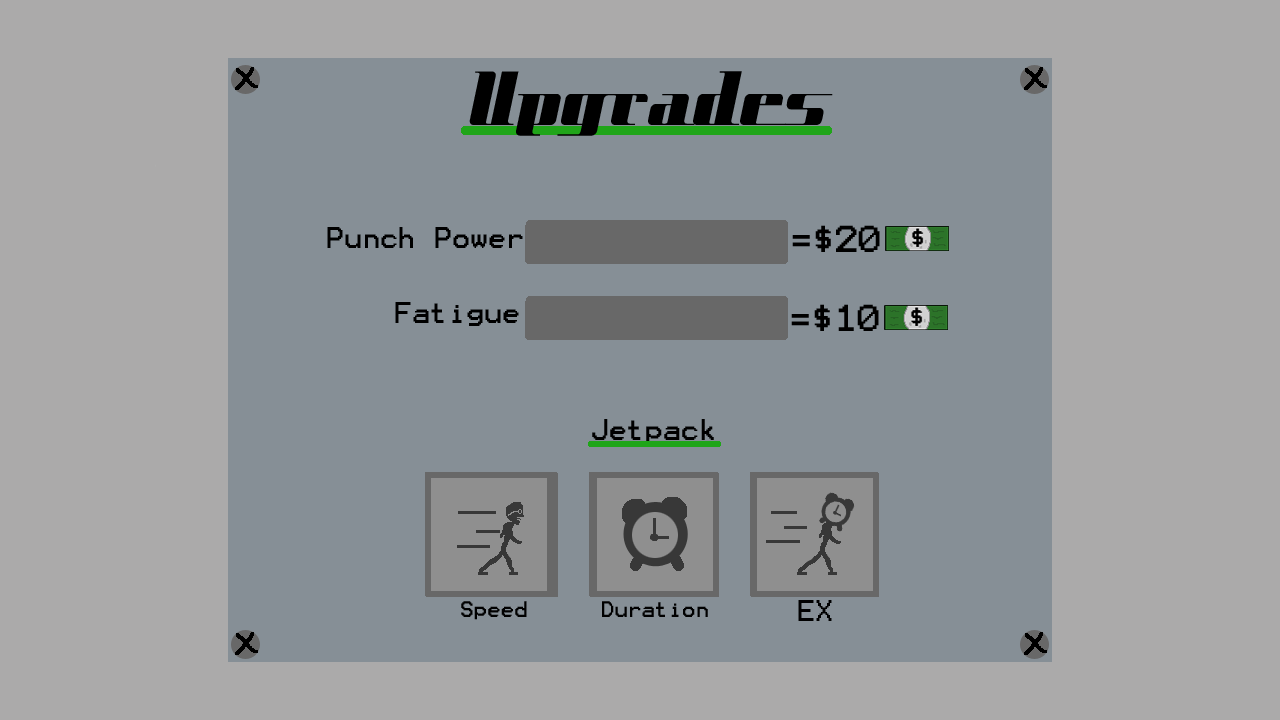 Upgrades
Punch Power =$20 $
Fatigue =$10 $
Jetpack
Speed Duration EX